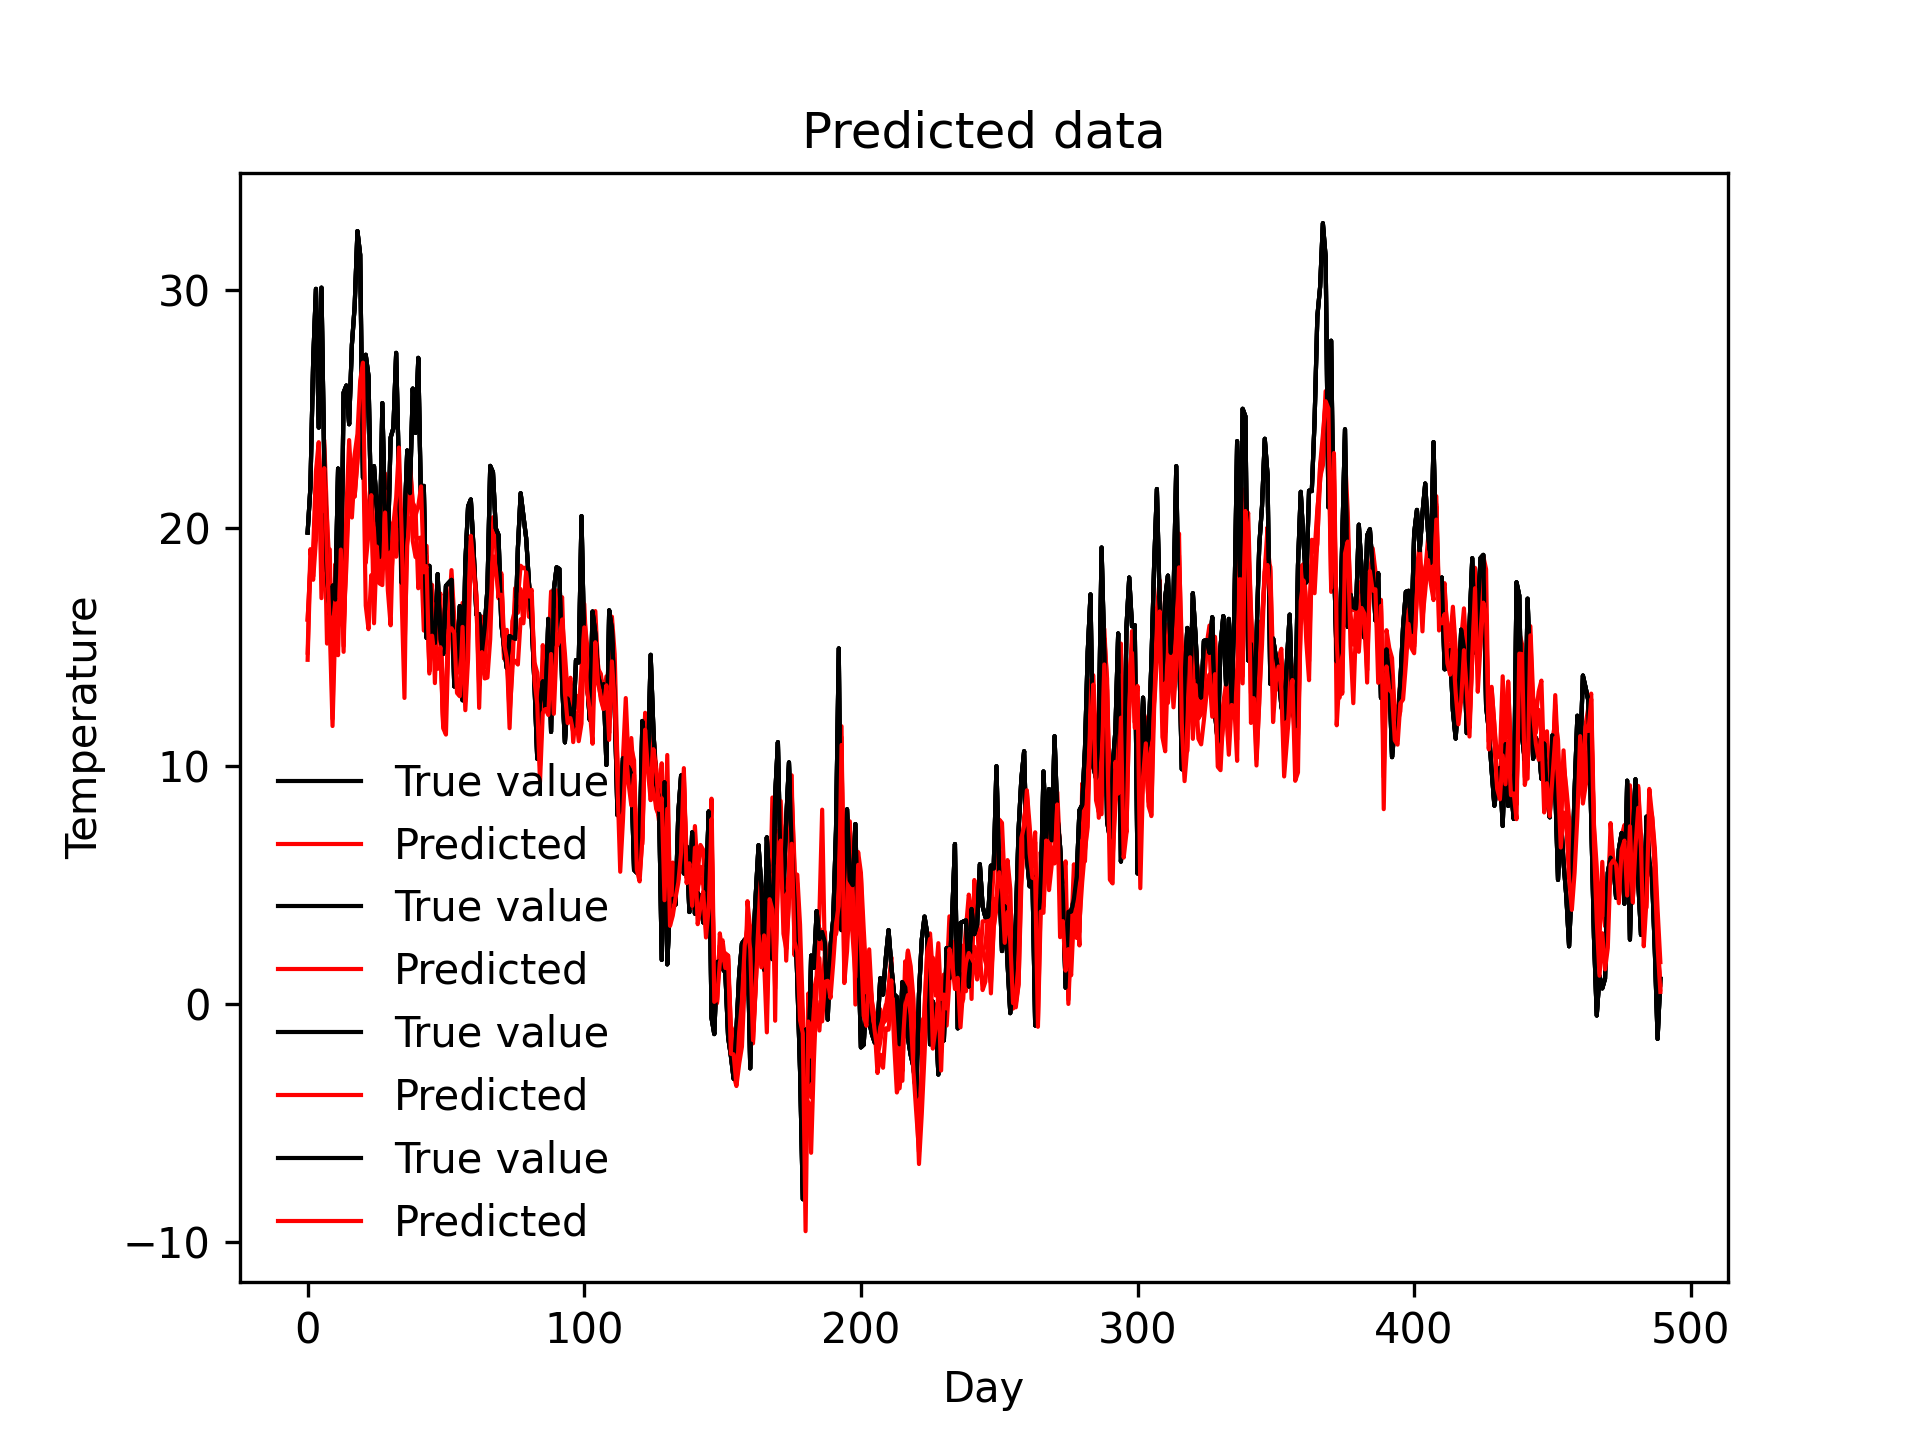 Predicted data
Temperature
30
20
10
0
−10
True value
Predicted
True value
Predicted
True value
Predicted
True value
Predicted
0 100 200 300 400 500
Day